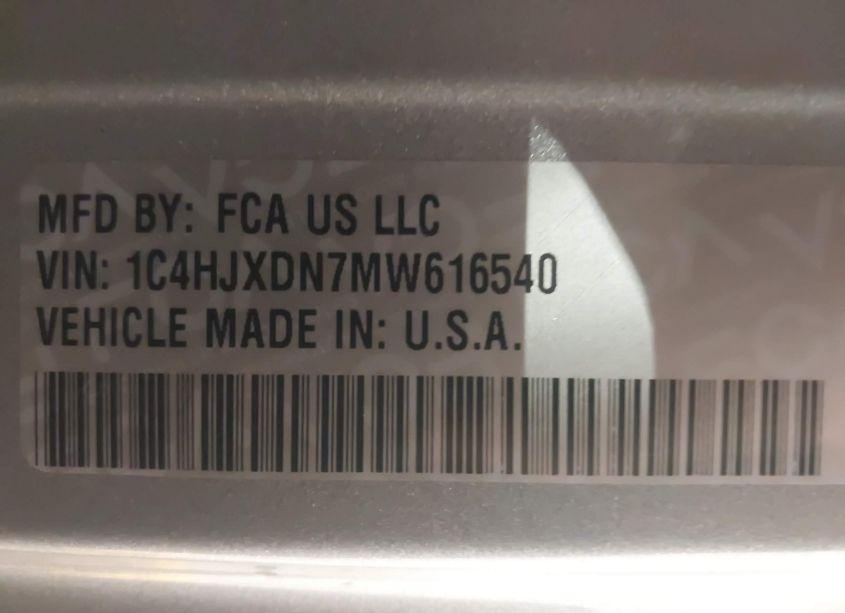 MFD BY: FCA US LLC
VIN: 1C4HJXDN7MW616540
VEHICLE MADE IN: U.S.A.